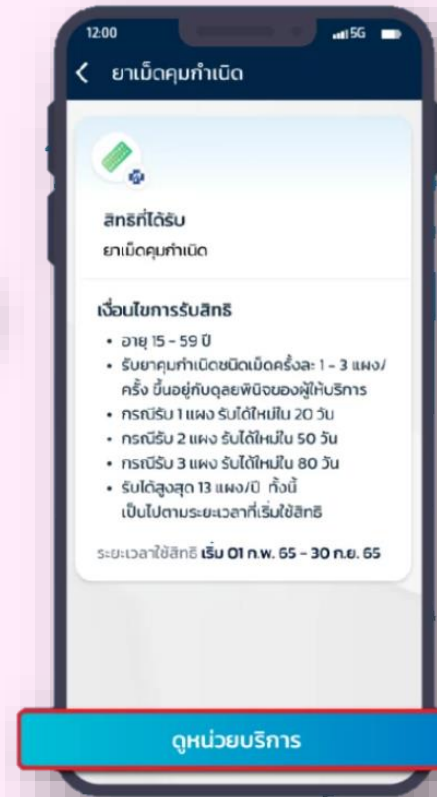 12:00
5G
ยาเม็ดคุมกำเนิด
สิทธิที่ได้รับ
ยาเม็ดคุมกำเนิด
เงื่อนไขการรับสิทธิ
• อายุ 15 - 59 ปี
• รับยาคุมกำเนิดชนิดเม็ดครั้งละ 1 - 3 แผง/
ครั้ง ขึ้นอยู่กับดุลยพินิจของผู้ให้บริการ
• กรณีรับ 1 แผง รับได้ใหม่ใน 20 วัน
• กรณีรับ 2 แผง รับได้ใหม่ใน 50 วัน
• กรณีรับ 3 แผง รับได้ใหม่ใน 80 วัน
• รับได้สูงสุด 13 แผง/ปี ทั้งนี้
เป็นไปตามระยะเวลาที่เริ่มใช้สิทธิ
ระยะเวลาใช้สิทธิ เริ่ม 01 ก.พ. 65 - 30 ก.ย. 65
ดูหน่วยบริการ